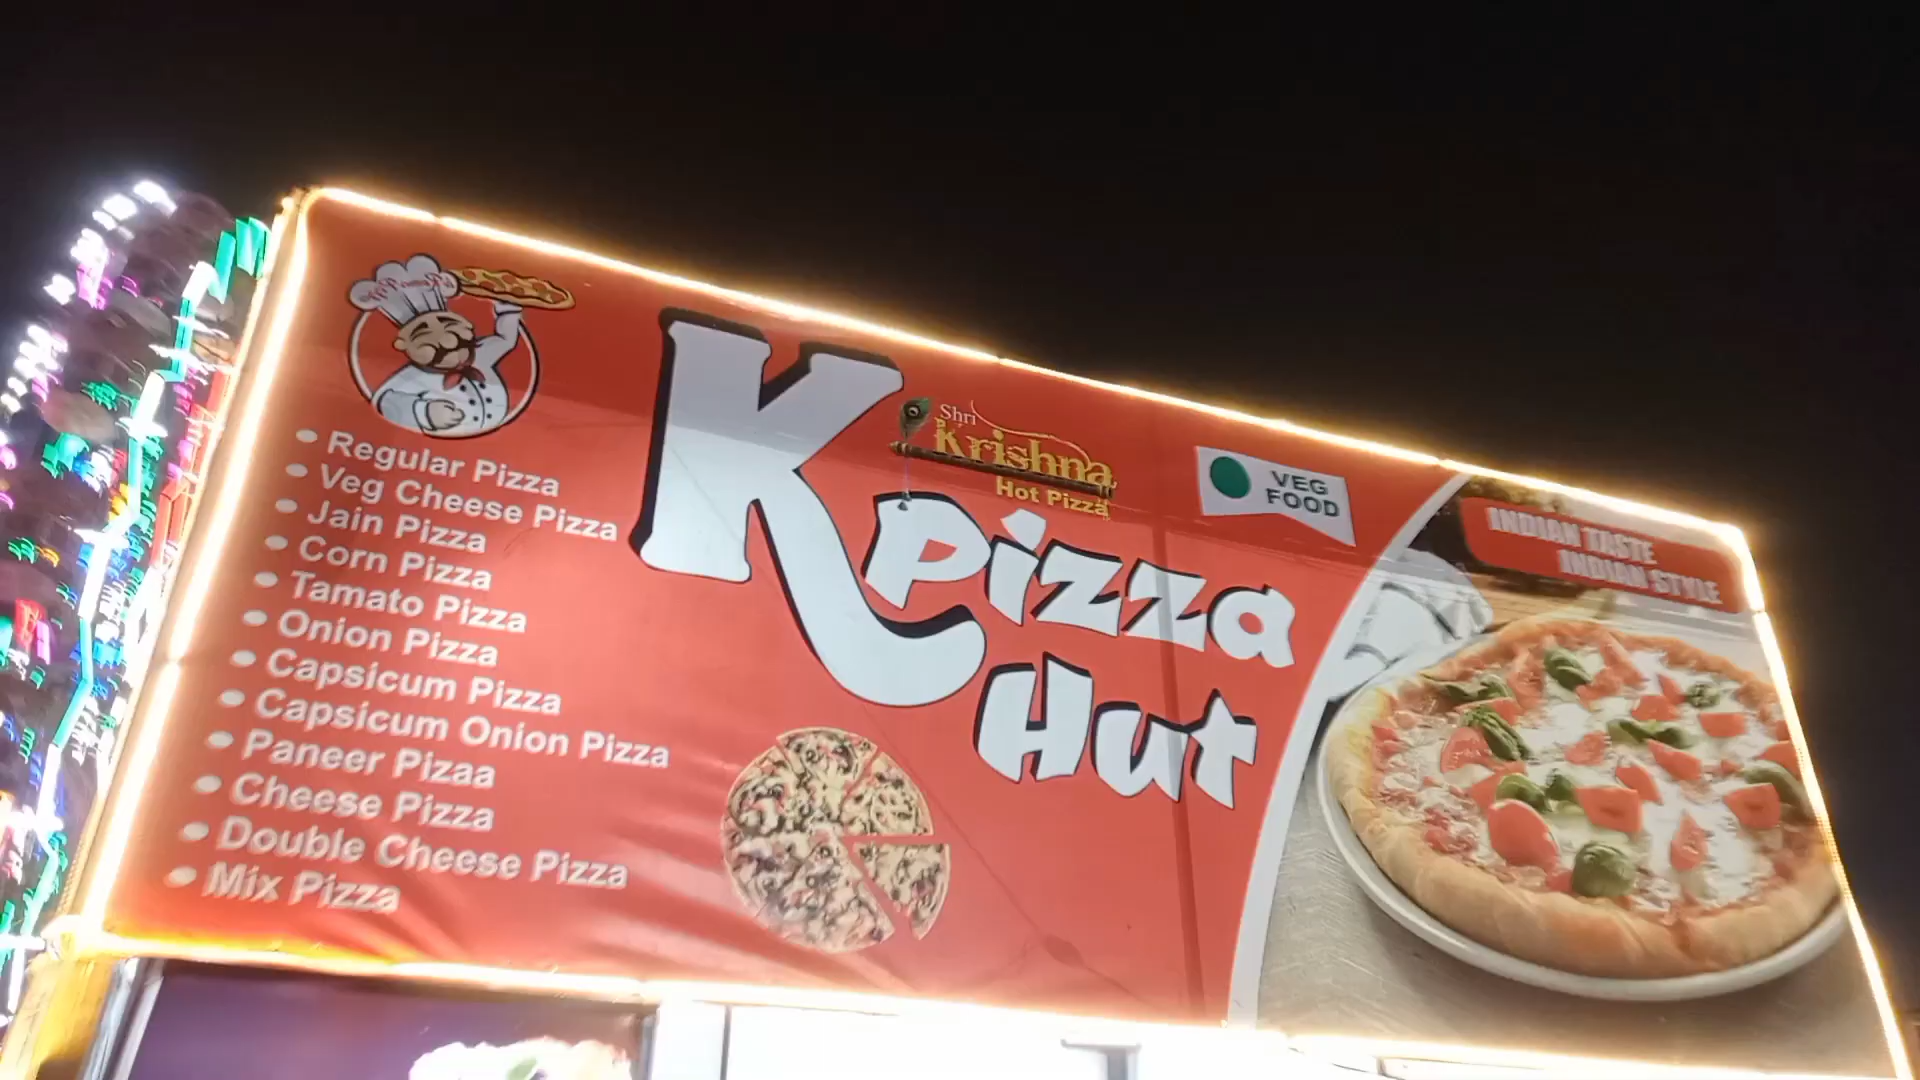 Regular Pizza
Veg Cheese Pizza
Jain Pizza
Corn Pizza
Tamato Pizza
Onion Pizza
Capsicum Pizza
Capsicum Onion Pizza
Paneer Pizaa
Cheese Pizza
Double Cheese Pizza
Mix Pizza
Shri
Krishna
Hot Pizza
K Pizza
Hut
VEG
FOOD
INDIAN TASTE
INDIAN STYLE